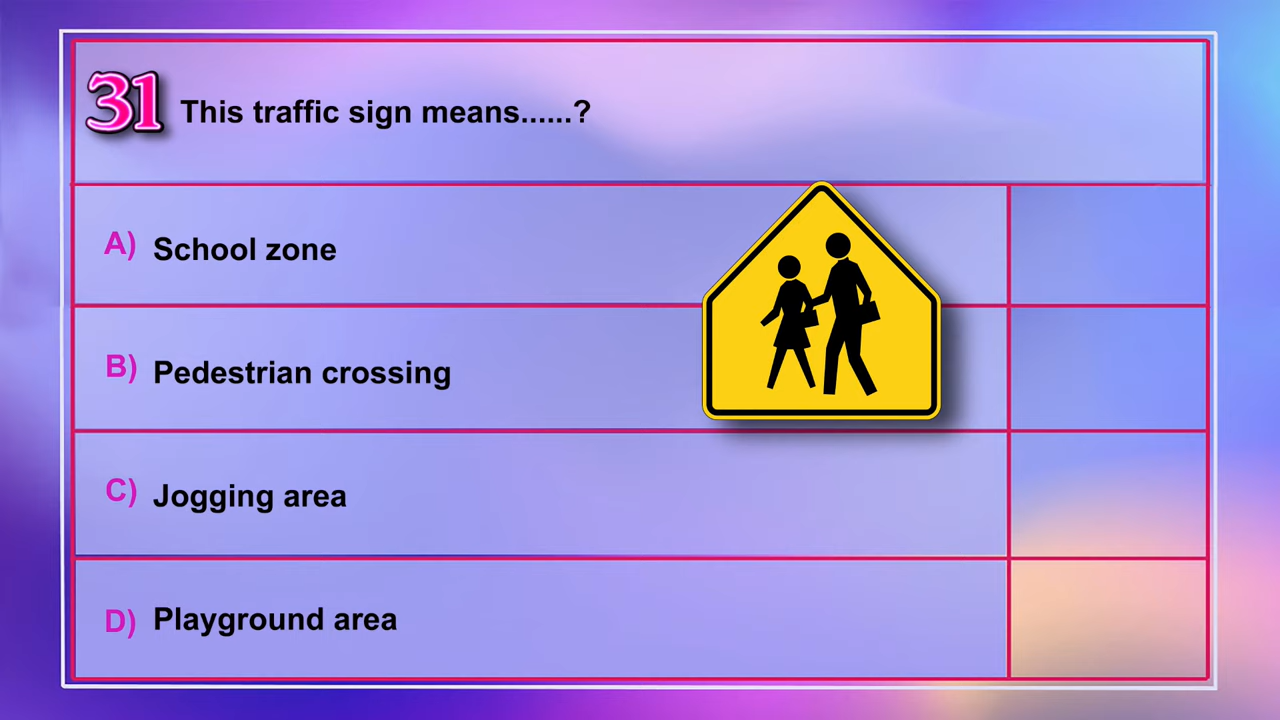 31 This traffic sign means......?
A) School zone
B) Pedestrian crossing
C) Jogging area
D) Playground area